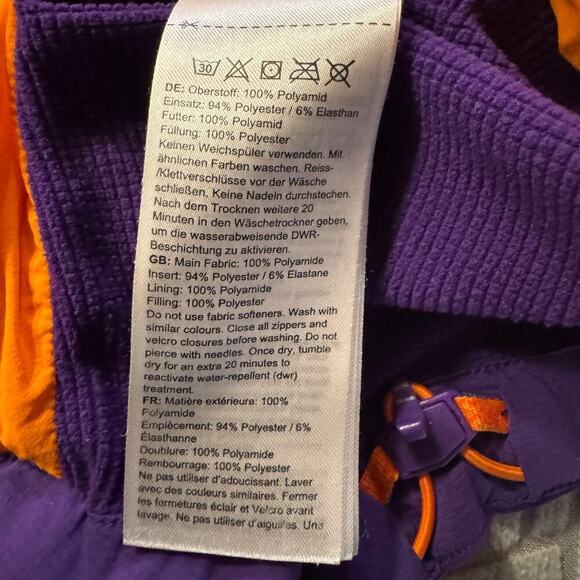 30
DE: Oberstoff: 100% Polyamid
Einsatz: 94% Polyester / 6% Elasthan
Futter: 100% Polyamid
Füllung: 100% Polyester
Keinen Weichspüler verwenden. Mit
ähnlichen Farben waschen. Reiss-
/Klettverschlüsse vor der Wäsche
schließen. Keine Nadeln durchstechen.
Nach dem Trocknen weitere 20
Minuten in den Wäschetrockner geben,
um die wasserabweisende DWR-
Beschichtung zu aktivieren.
GB: Main Fabric: 100% Polyamide
Insert: 94% Polyester / 6% Elastane
Lining: 100% Polyamide
Filling: 100% Polyester
Do not use fabric softeners. Wash with
similar colours. Close all zippers and
velcro closures before washing. Do not
pierce with needles. Once dry, tumble
dry for an extra 20 minutes to
reactivate water-repellent (dwr)
treatment.
FR: Matière extérieure: 100%
Polyamide
Empiècement: 94% Polyester / 6%
Élasthanne
Doublure: 100% Polyamide
Rembourrage: 100% Polyester
Ne pas utiliser d'adoucissant. Laver
avec des couleurs similaires. Fermer
les fermetures éclair et Velcro avant
lavage. Ne pas utiliser d'aiguilles. Une